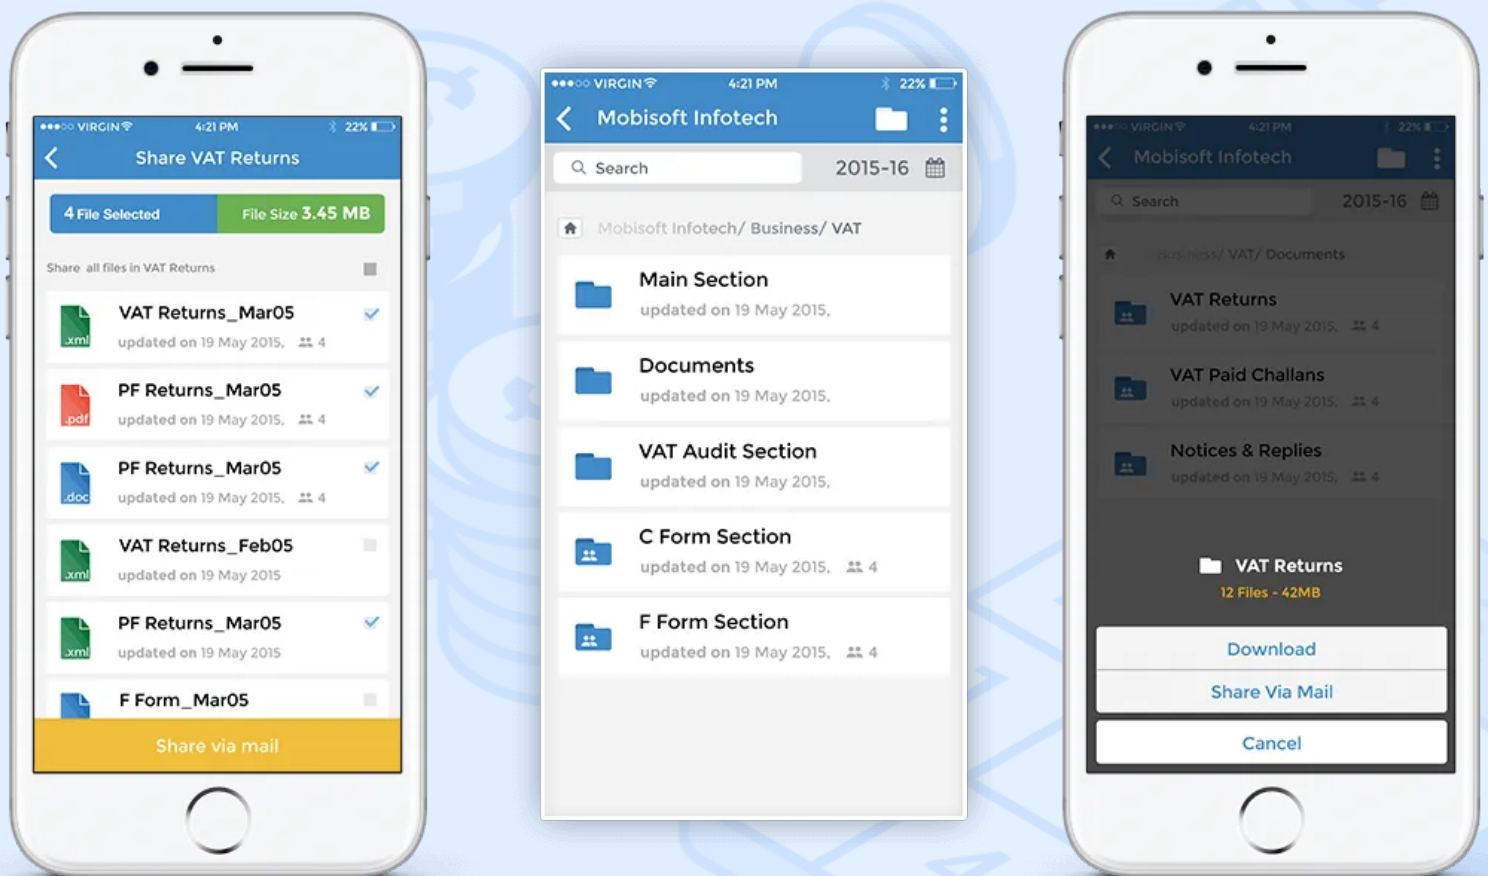 VIRGIN 4:21 PM 22%
Share VAT Returns
4 File Selected File Size 3.45 MB
Share all files in VAT Returns
VAT Returns_Mar05
.xml
updated on 19 May 2015, 4
PF Returns_Mar05
.pdf
updated on 19 May 2015, 4
PF Returns_Mar05
.doc
updated on 19 May 2015, 4
VAT Returns_Feb05
.xml
updated on 19 May 2015
PF Returns_Mar05
.xml
updated on 19 May 2015
F Form_Mar05
Share via mail
VIRGIN 4:21 PM 22%
Mobisoft Infotech
Search 2015-16
Mobisoft Infotech/ Business/ VAT
Main Section
updated on 19 May 2015,
Documents
updated on 19 May 2015,
VAT Audit Section
updated on 19 May 2015,
C Form Section
updated on 19 May 2015, 4
F Form Section
updated on 19 May 2015, 4
VIRGIN 4:21 PM 22%
Mobisoft Infotech
Search 2015-16
Business/ VAT/ Documents
VAT Returns
updated on 19 May 2015, 4
VAT Paid Challans
updated on 19 May 2015, 4
Notices & Replies
updated on 19 May 2015, 4
VAT Returns
12 Files - 42MB
Download
Share Via Mail
Cancel